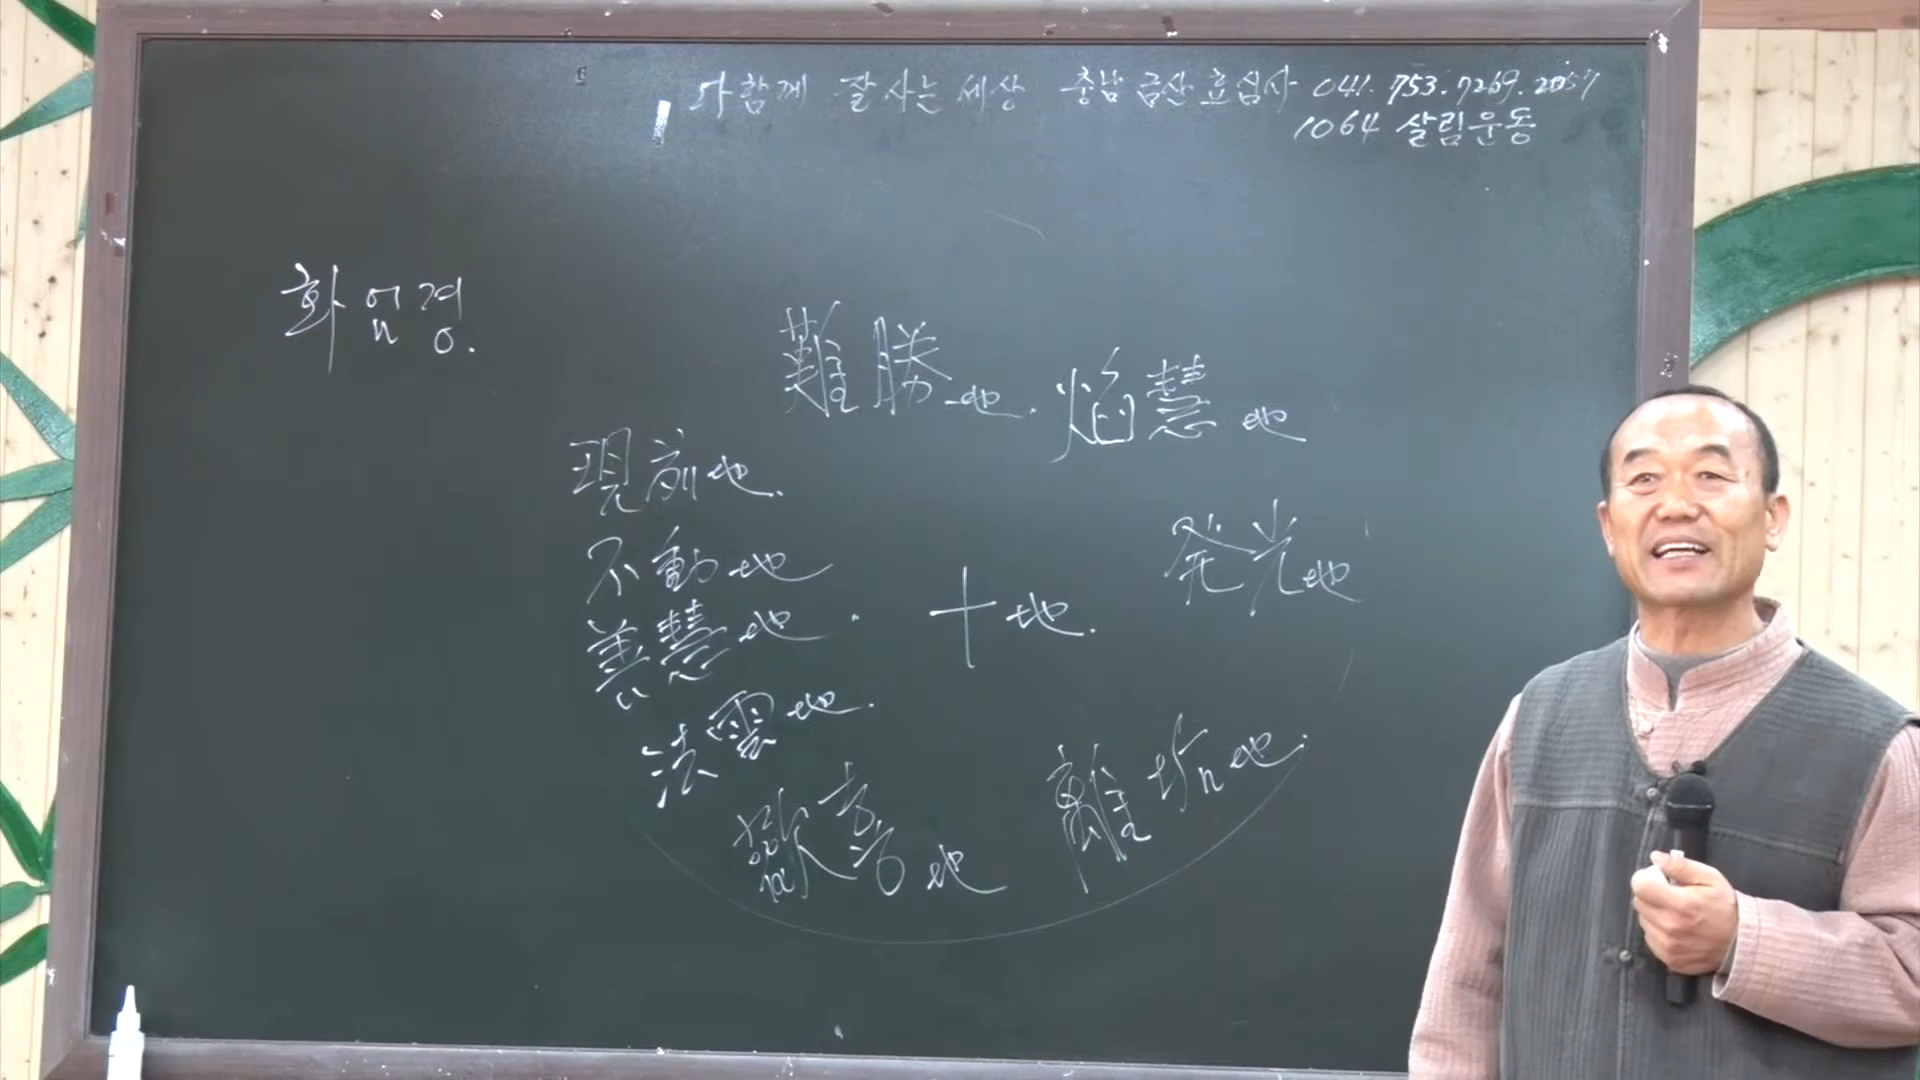 다함께 잘사는 세상 충남 금산 효심사 041.753.7269.2057
1064 살림운동
화엄경.
難勝地. 焰慧地
現前地.
発光地
不動地
善慧地.
十地.
法雲地.
歡喜地
離垢地.